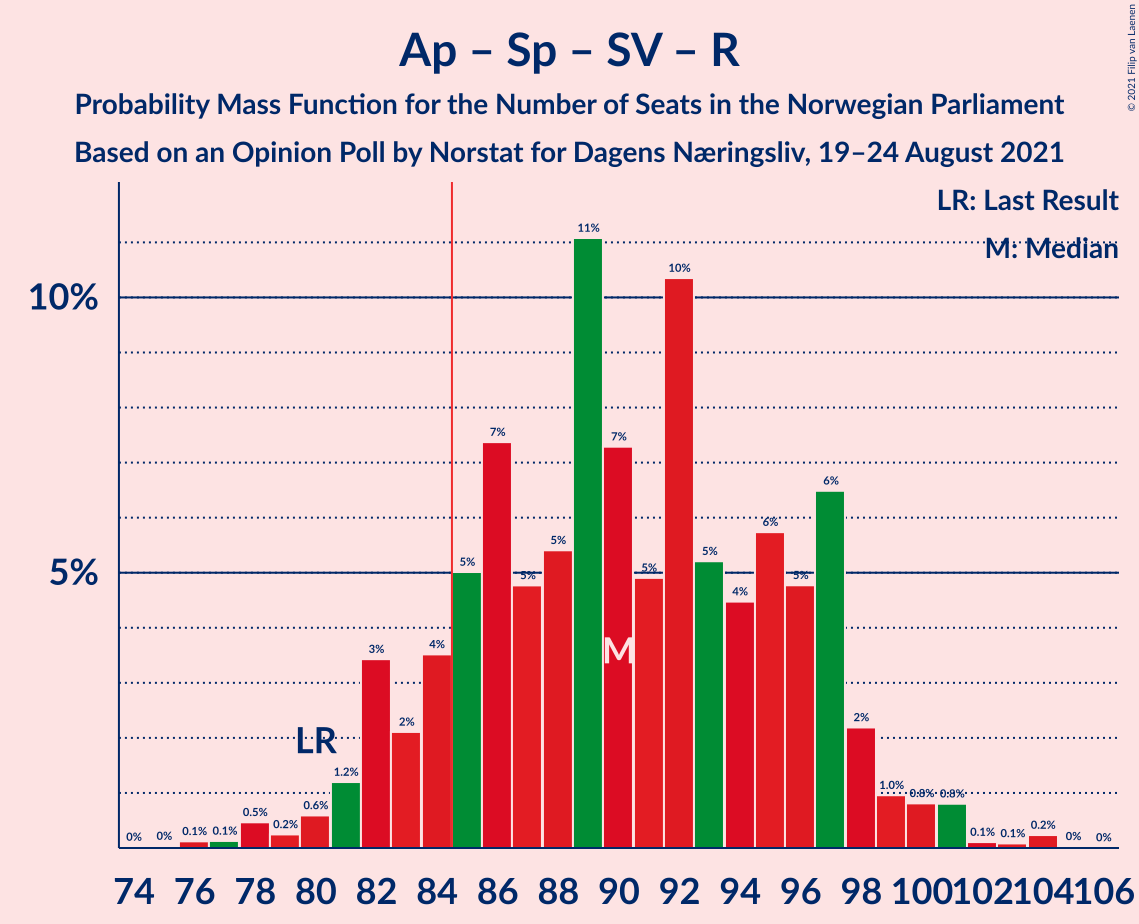 © 2021 Filip van Laenen
Ap – Sp – SV – R
Probability Mass Function for the Number of Seats in the Norwegian Parliament
Based on an Opinion Poll by Norstat for Dagens Næringsliv, 19–24 August 2021
LR: Last Result
M: Median
10%
5%
0% 0% 0.1% 0.1% 0.5% 0.2% 0.6% 1.2% 3% 2% 4% 5% 7% 5% 5% 11% 7% 5% 10% 5% 4% 6% 5% 6% 2% 1.0% 0.8% 0.8% 0.1% 0.1% 0.2% 0% 0%
LR
M
74 76 78 80 82 84 86 88 90 92 94 96 98 100 102 104 106